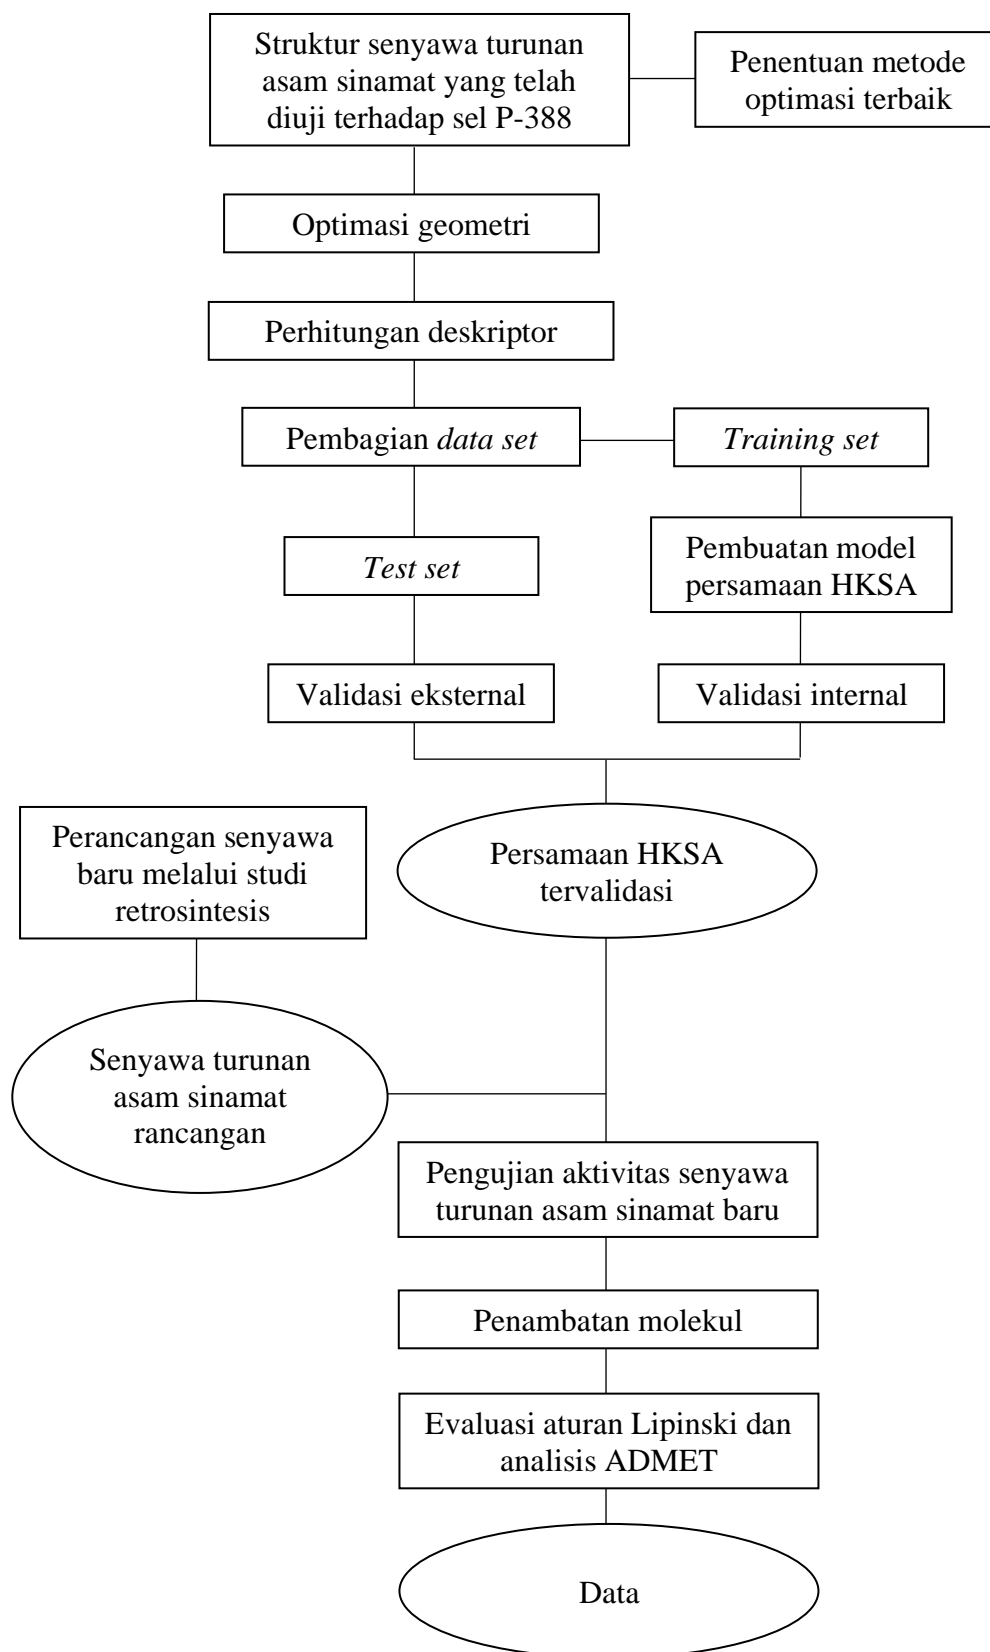 Struktur senyawa turunan
asam sinamat yang telah
diuji terhadap sel P-388
Penentuan metode
optimasi terbaik
Optimasi geometri
Perhitungan deskriptor
Pembagian data set
Training set
Test set
Pembuatan model
persamaan HKSA
Validasi eksternal
Validasi internal
Perancangan senyawa
baru melalui studi
retrosintesis
Persamaan HKSA
tervalidasi
Senyawa turunan
asam sinamat
rancangan
Pengujian aktivitas senyawa
turunan asam sinamat baru
Penambatan molekul
Evaluasi aturan Lipinski dan
analisis ADMET
Data